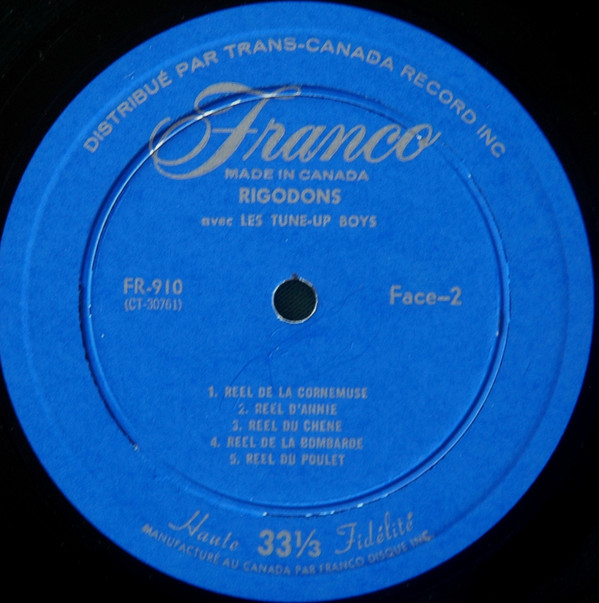 DISTRIBUÉ PAR TRANS-CANADA RECORD INC
Franco
MADE IN CANADA
RIGODONS
avec LES TUNE-UP BOYS
FR-910
(CT-30761)
Face-2
1. REEL DE LA CORNEMUSE
2. REEL D'ANNIE
3. REEL DU CHENE
4. REEL DE LA BOMBARDE
5. REEL DU POULET
Haute 33⅓ Fidélité
MANUFACTURÉ AU CANADA PAR FRANCO DISQUE INC.